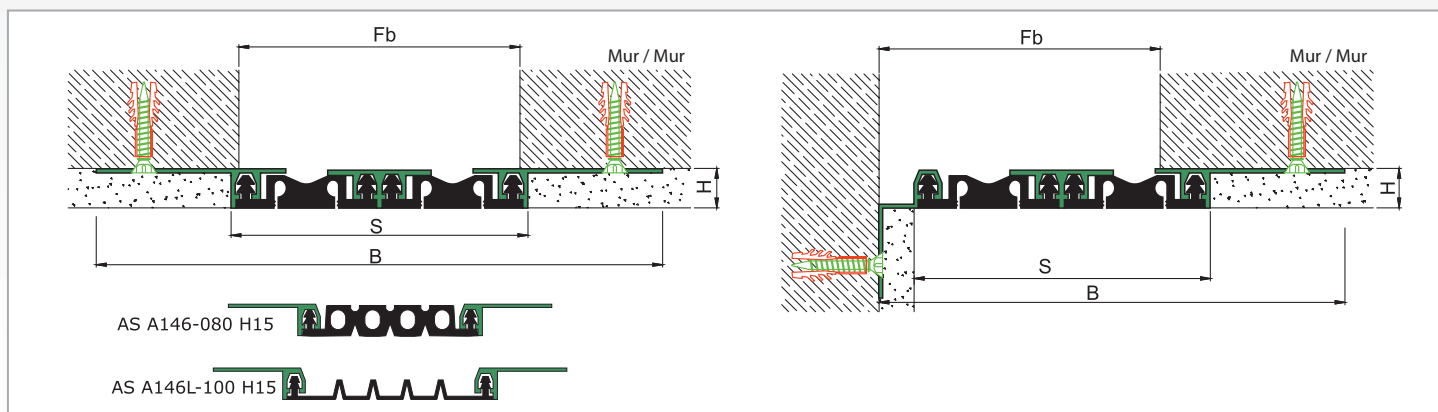 Fb
Mur / Mur
H
S
B
AS A146-080 H15
AS A146L-100 H15
Fb
Mur / Mur
H
S
B